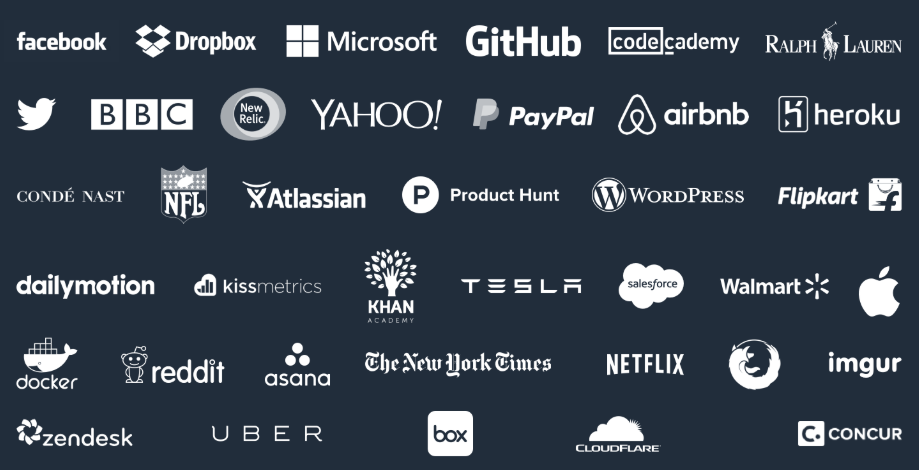 facebook Dropbox Microsoft GitHub codecademy RALPH LAUREN
BBC New Relic. YAHOO! P PayPal airbnb heroku
CONDÉ NAST NFL Atlassian P Product Hunt WORDPRESS Flipkart
dailymotion kissmetrics KHAN ACADEMY TESLA salesforce Walmart
docker reddit asana The New York Times NETFLIX imgur
zendesk UBER box CLOUDFLARE C. CONCUR